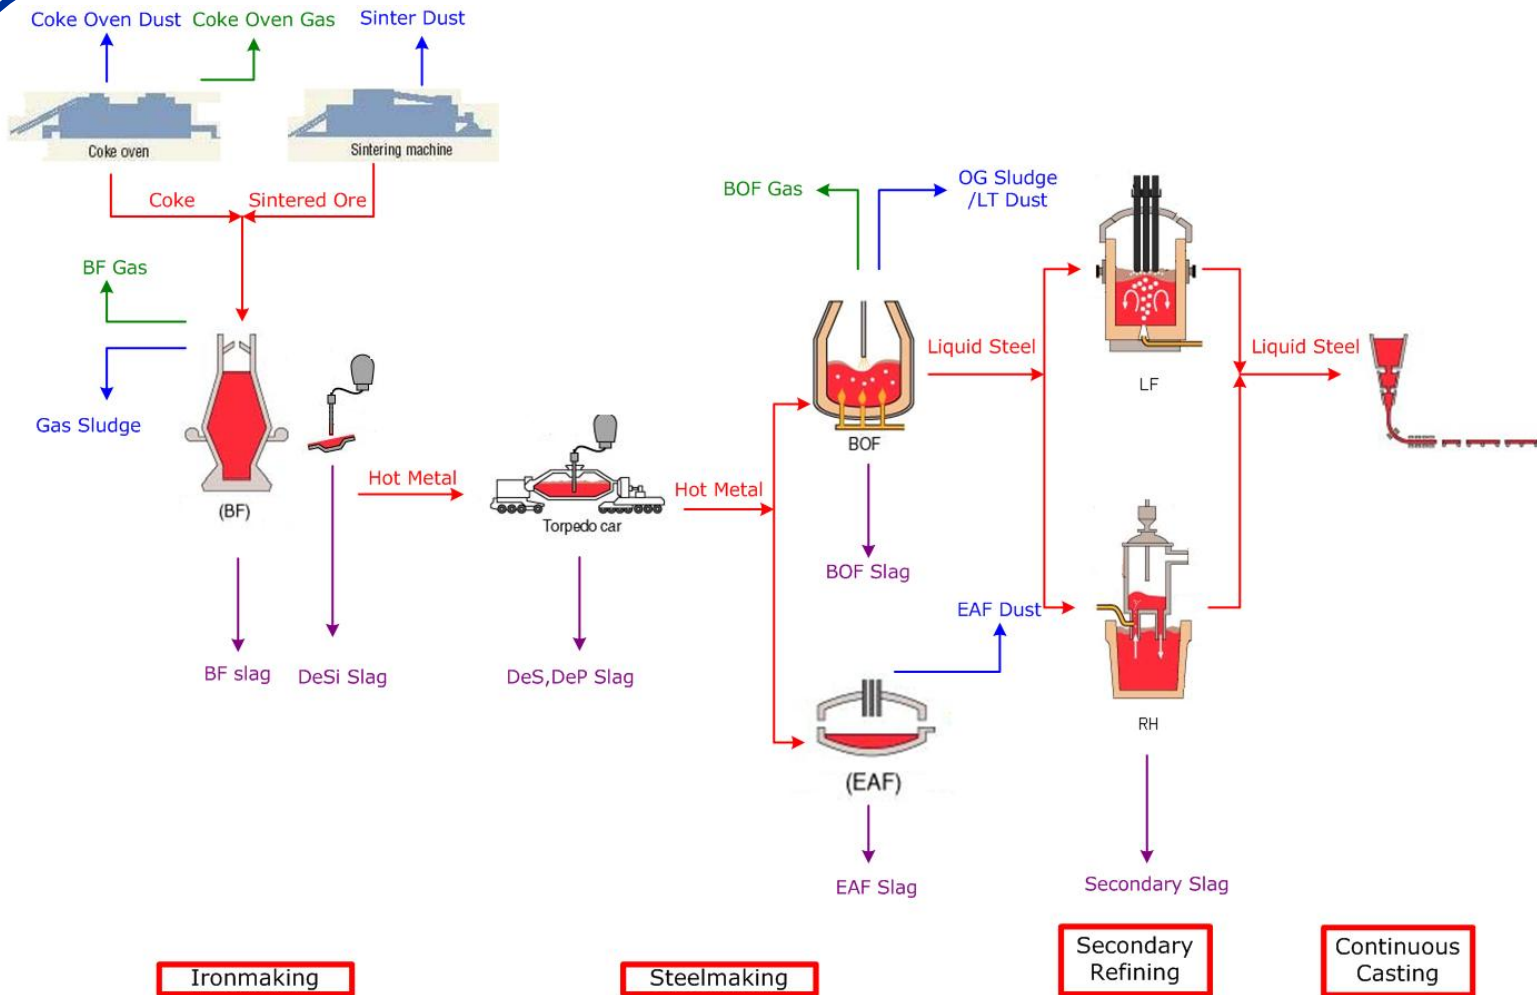 Coke Oven Dust
Coke Oven Gas
Sinter Dust
Coke oven
Sintering machine
Coke
Sintered Ore
BF Gas
Gas Sludge
(BF)
Hot Metal
Torpedo car
Hot Metal
BF slag
DeSi Slag
DeS,DeP Slag
BOF Gas
OG Sludge
/LT Dust
BOF
Liquid Steel
LF
Liquid Steel
BOF Slag
EAF Dust
(EAF)
RH
EAF Slag
Secondary Slag
Ironmaking
Steelmaking
Secondary
Refining
Continuous
Casting